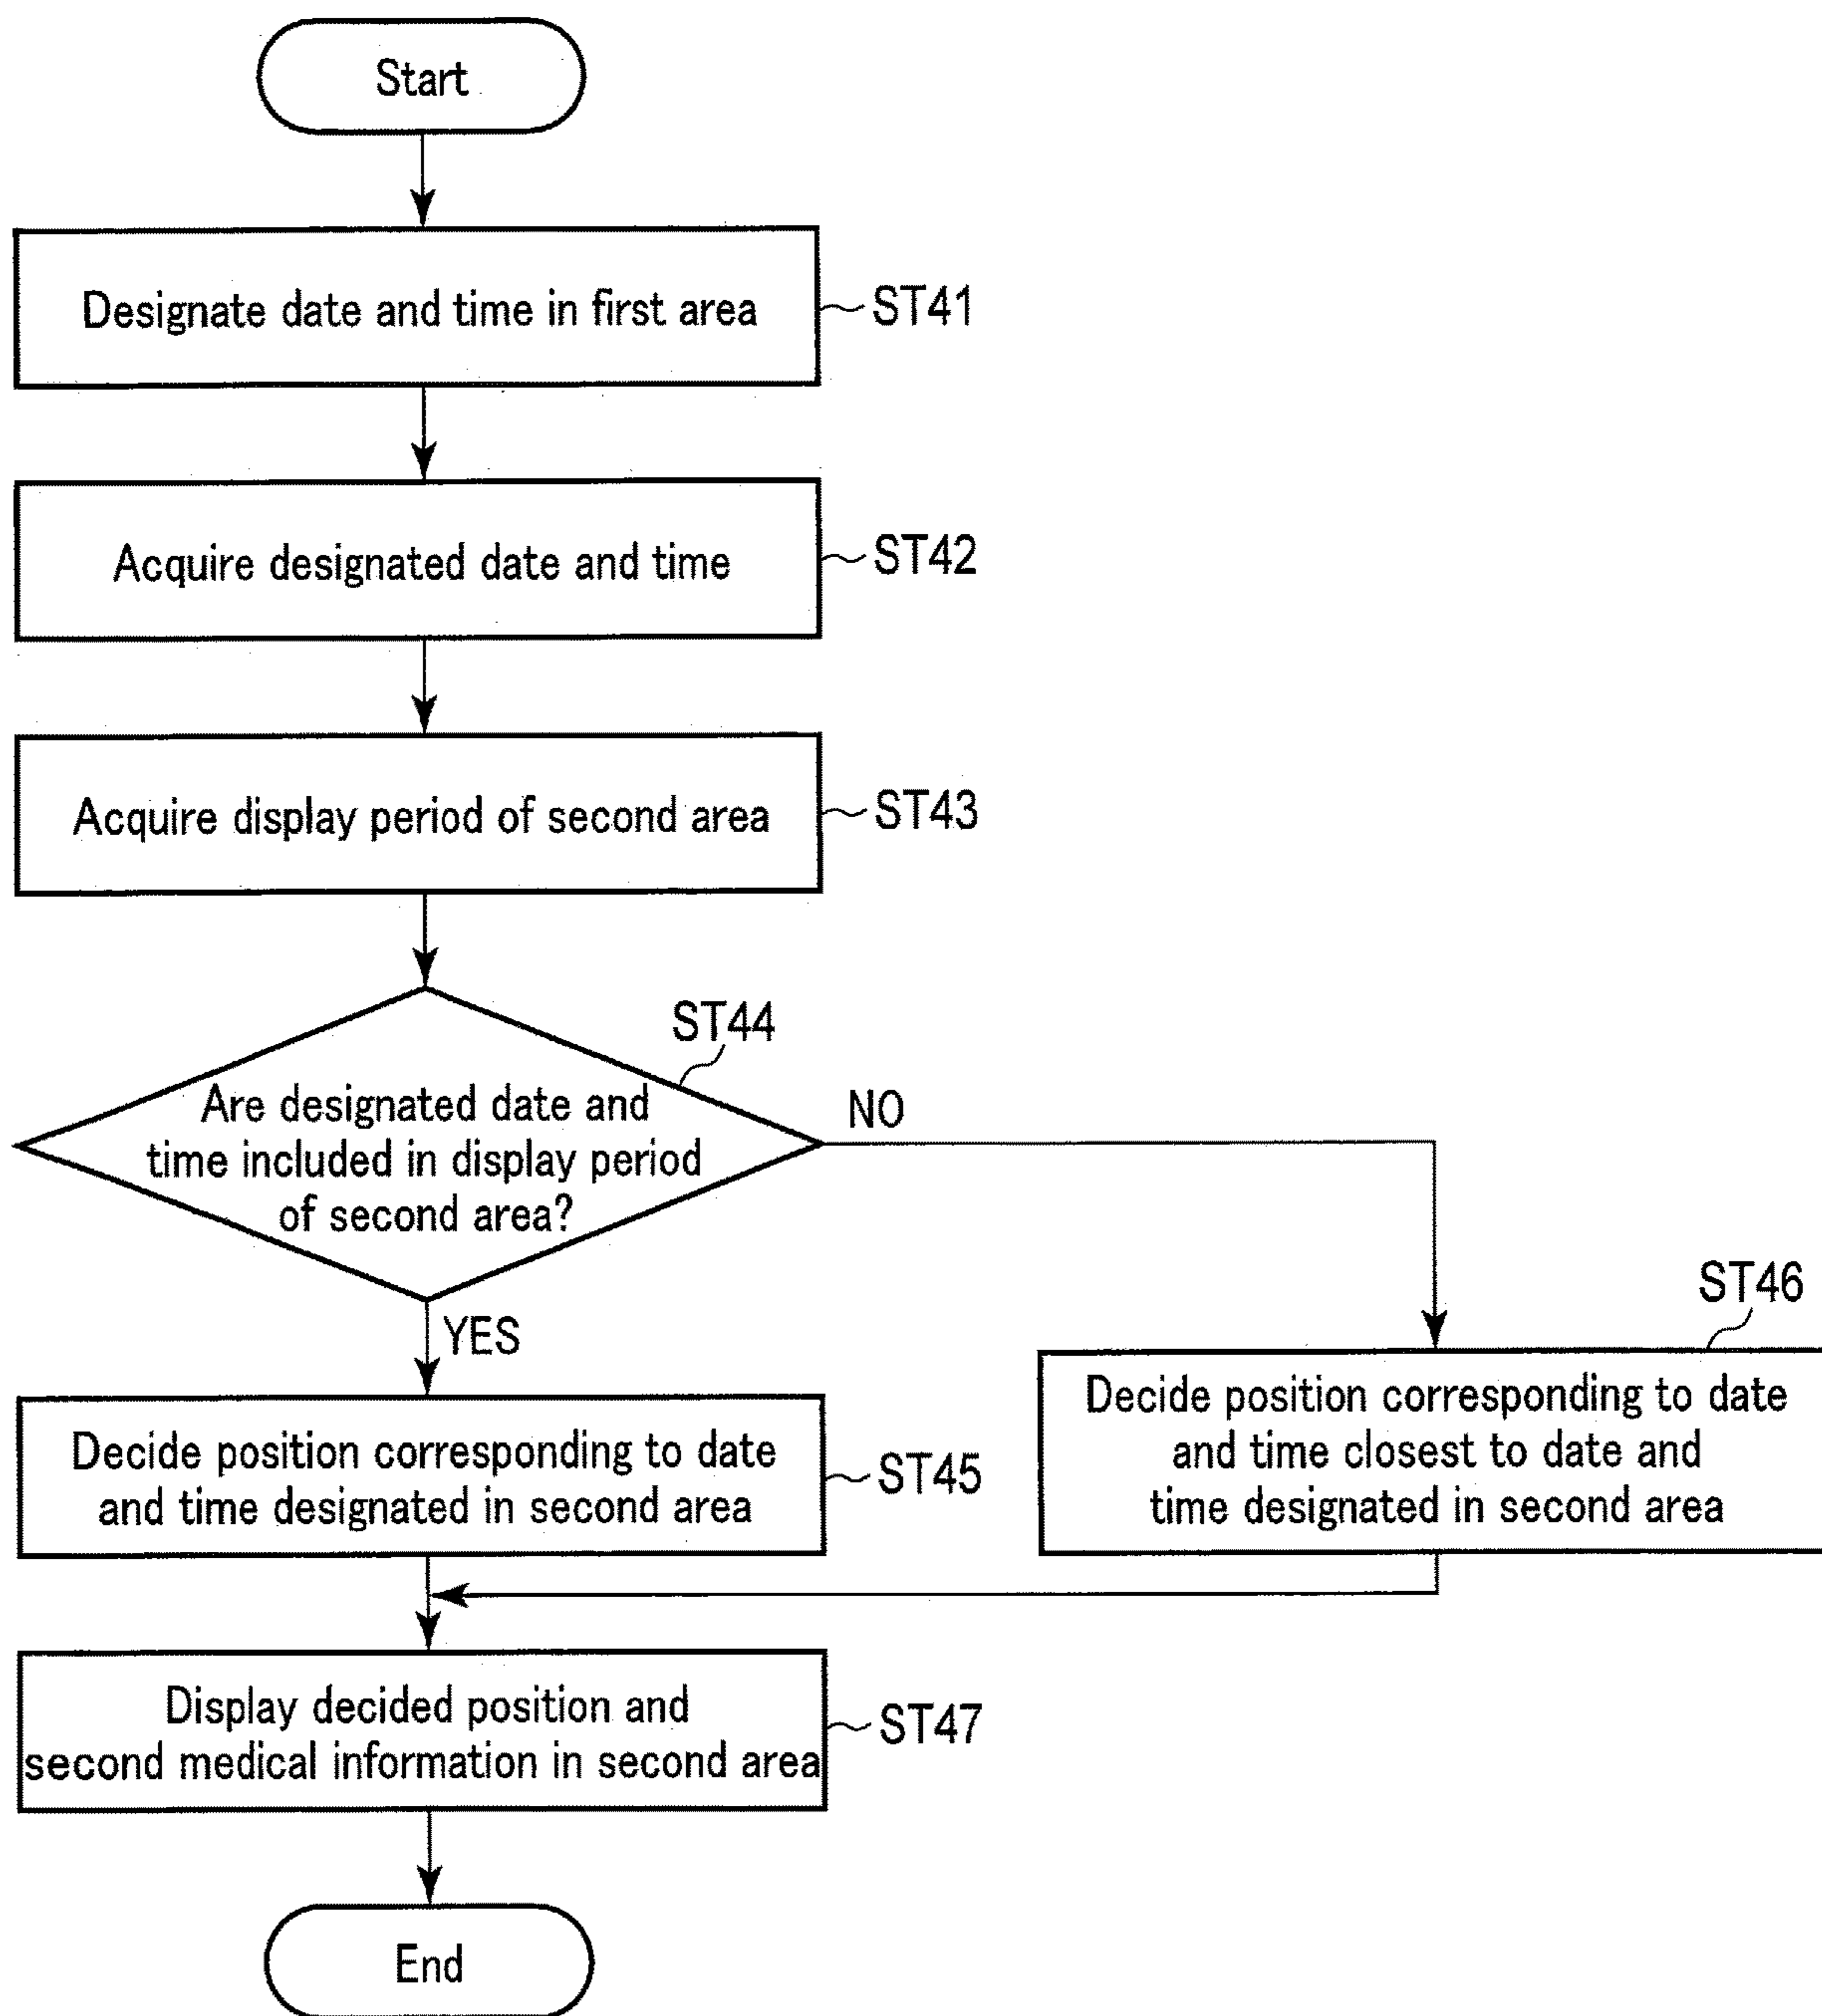 Start
Designate date and time in first area
ST41
Acquire designated date and time
ST42
Acquire display period of second area
ST43
ST44
Are designated date and
time included in display period
of second area?
NO
YES
ST46
Decide position corresponding to date
and time designated in second area
ST45
Decide position corresponding to date
and time closest to date and
time designated in second area
Display decided position and
second medical information in second area
ST47
End